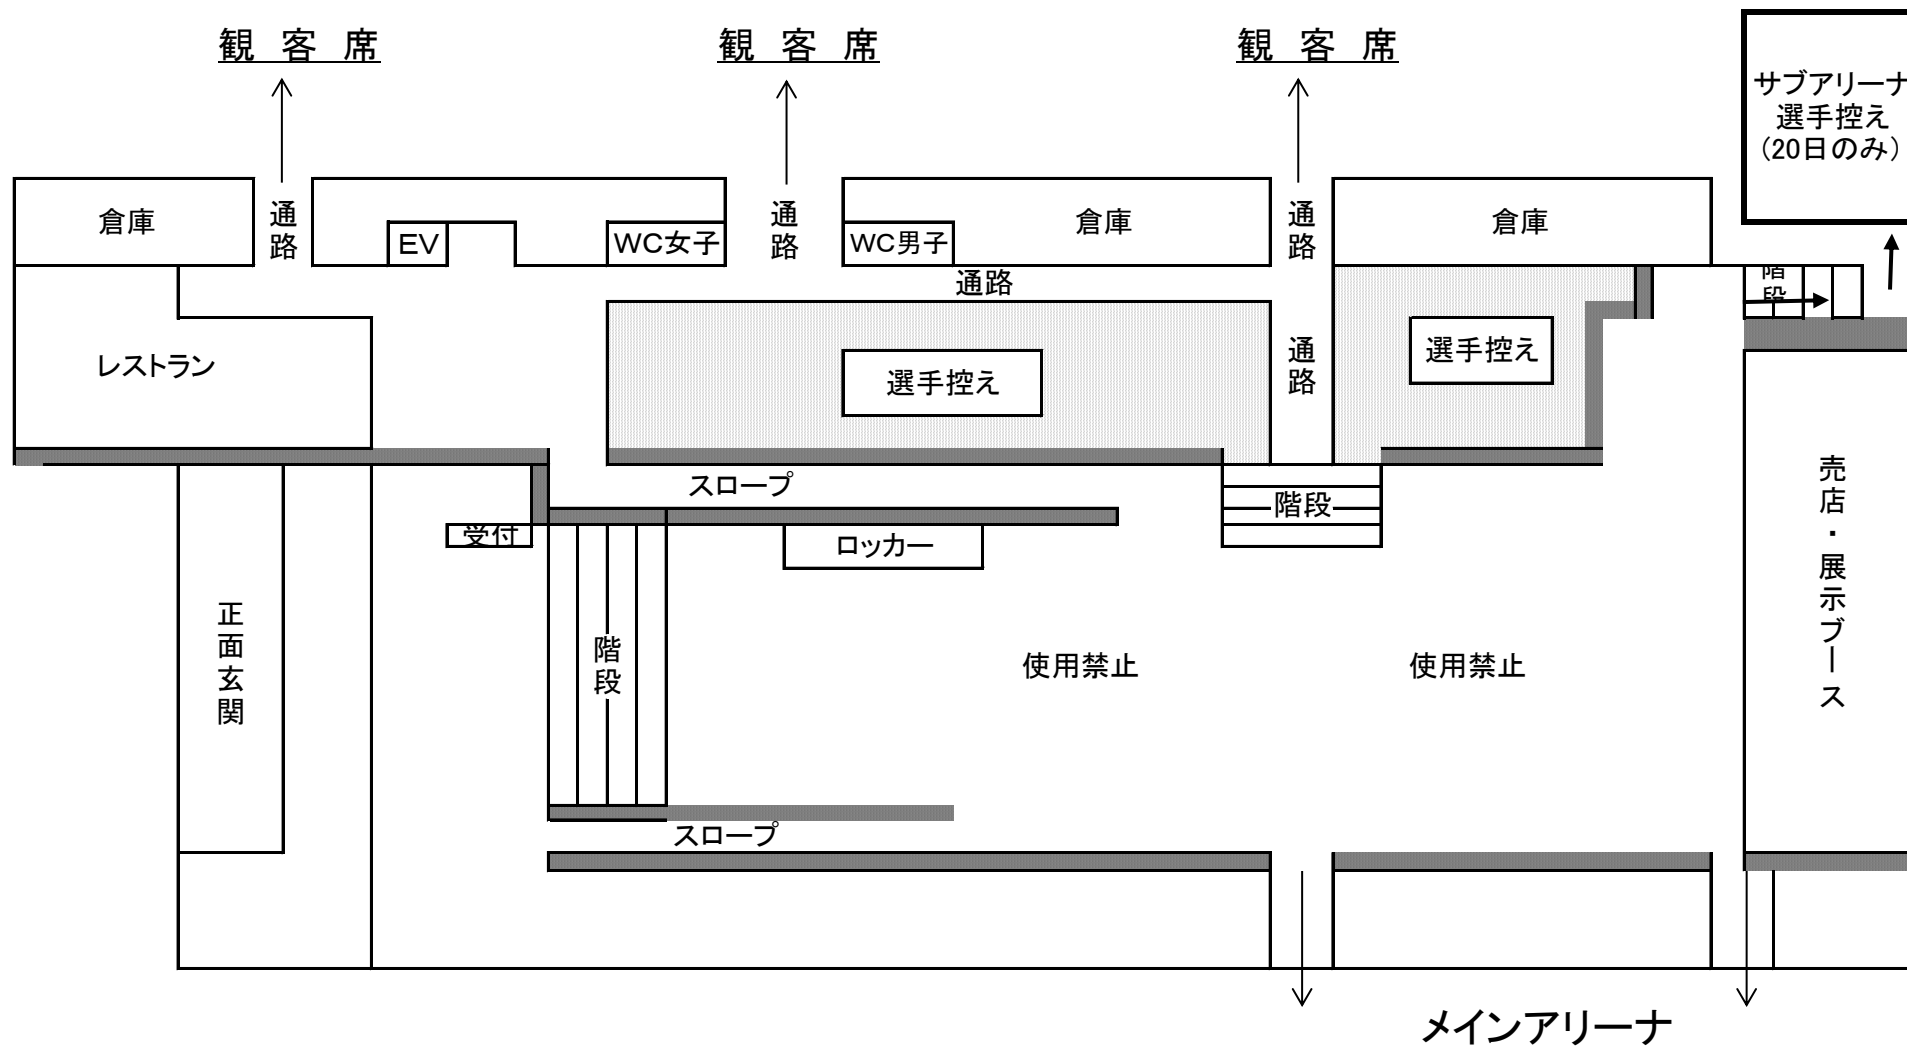 観 客 席
観 客 席
観 客 席
サブアリーナ
選手控え
(20日のみ)
倉庫
通路
EV
WC女子
通路
WC男子
倉庫
通路
倉庫
通路
階段
レストラン
選手控え
通路
選手控え
スロープ
階段
受付
ロッカー
売店・展示ブース
正面玄関
階段
使用禁止
使用禁止
スロープ
メインアリーナ